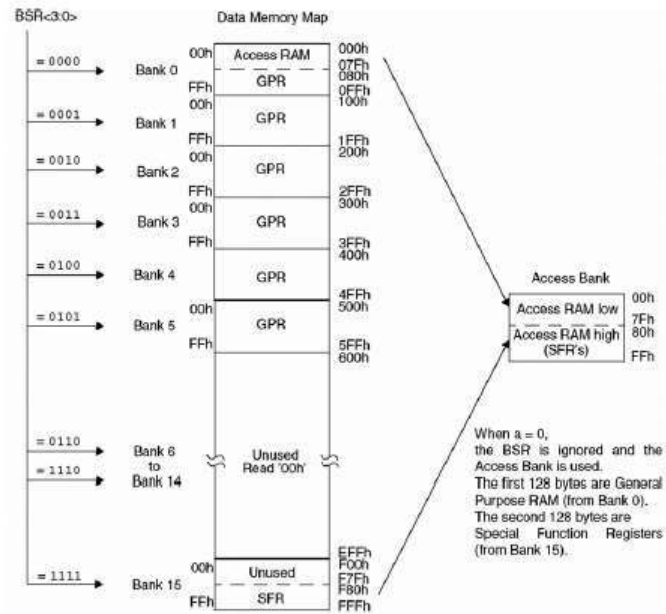 BSR<3:0>
Data Memory Map
= 0000
Bank 0
00h
Access RAM
000h
07Fh
FFh
GPR
080h
0FFh
= 0001
Bank 1
00h
GPR
100h
FFh
1FFh
= 0010
Bank 2
00h
GPR
200h
FFh
2FFh
= 0011
Bank 3
00h
GPR
300h
FFh
3FFh
= 0100
Bank 4
GPR
400h
4FFh
= 0101
Bank 5
00h
GPR
500h
FFh
5FFh
600h
= 0110
= 1110
Bank 6
to
Bank 14
Unused
Read '00h'
EFFh
= 1111
Bank 15
00h
Unused
F00h
F7Fh
FFh
SFR
F80h
FFFh
Access Bank
Access RAM low
00h
7Fh
Access RAM high
(SFR's)
80h
FFh
When a = 0,
the BSR is ignored and the
Access Bank is used.
The first 128 bytes are General
Purpose RAM (from Bank 0).
The second 128 bytes are
Special Function Registers
(from Bank 15).